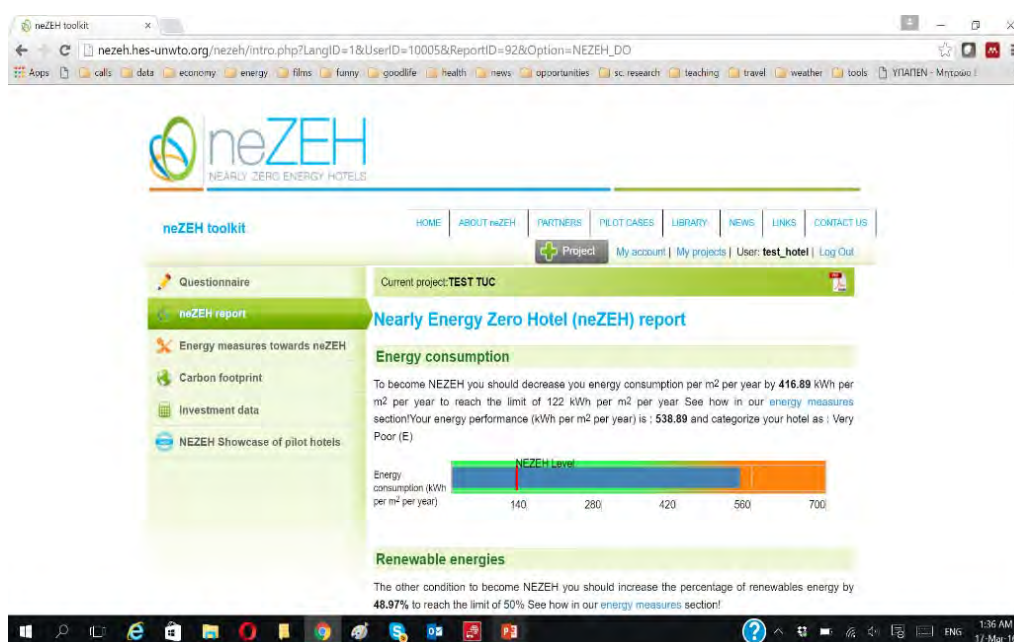 neZEH toolkit
nezeh.hes-unwto.org/nezeh/intro.php?LangID=1&UserID=10005&ReportID=92&Option=NEZEH_DO
Apps calls data economy energy films funny goodlife health news opportunities sc. research teaching travel weather tools ΥΠΑΠΕΝ - Μητρώο
neZEH
NEARLY ZERO ENERGY HOTELS
neZEH toolkit
HOME ABOUT neZEH PARTNERS PILOT CASES LIBRARY NEWS LINKS CONTACT US
Project My account | My projects | User: test_hotel | Log Out
Questionnaire
neZEH report
Energy measures towards neZEH
Carbon footprint
Investment data
NEZEH Showcase of pilot hotels
Current project:TEST TUC
Nearly Energy Zero Hotel (neZEH) report
Energy consumption
To become NEZEH you should decrease you energy consumption per m2 per year by 416.89 kWh per
m2 per year to reach the limit of 122 kWh per m2 per year See how in our energy measures
section!Your energy performance (kWh per m2 per year) is : 538.89 and categorize your hotel as : Very
Poor (E)
NEZEH Level
Energy
consumption (kWh
per m2 per year)
140 280 420 560 700
Renewable energies
The other condition to become NEZEH you should increase the percentage of renewables energy by
48.97% to reach the limit of 50% See how in our energy measures section!
ENG
1:36 AM
17-Mar-16